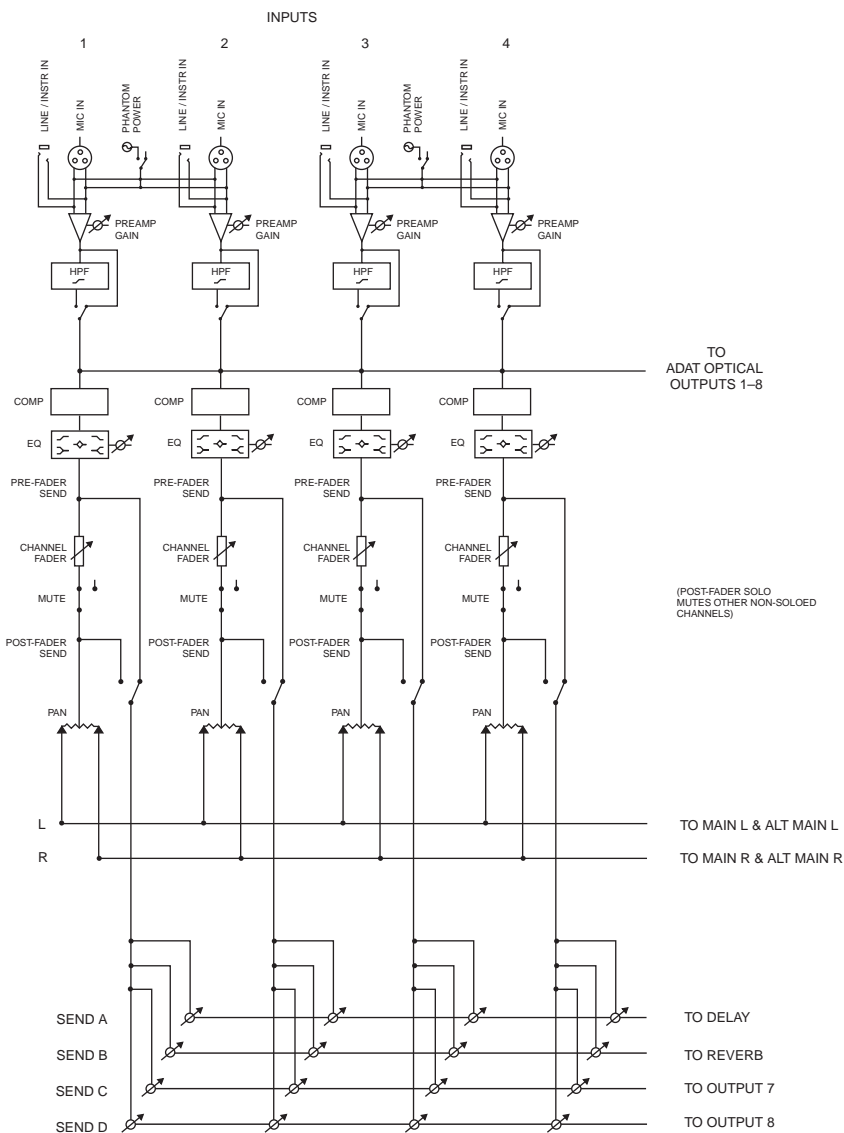 INPUTS
1 2 3 4
LINE / INSTR IN MIC IN PHANTOM POWER LINE / INSTR IN MIC IN LINE / INSTR IN MIC IN PHANTOM POWER LINE / INSTR IN MIC IN
PREAMP PREAMP PREAMP PREAMP
GAIN GAIN GAIN GAIN
HPF HPF HPF HPF
TO
ADAT OPTICAL
OUTPUTS 1–8
COMP COMP COMP COMP
EQ EQ EQ EQ
PRE-FADER PRE-FADER PRE-FADER PRE-FADER
SEND SEND SEND SEND
CHANNEL CHANNEL CHANNEL CHANNEL
FADER FADER FADER FADER
MUTE MUTE MUTE MUTE
(POST-FADER SOLO
MUTES OTHER NON-SOLOED
CHANNELS)
POST-FADER POST-FADER POST-FADER POST-FADER
SEND SEND SEND SEND
PAN PAN PAN PAN
L TO MAIN L & ALT MAIN L
R TO MAIN R & ALT MAIN R
SEND A TO DELAY
SEND B TO REVERB
SEND C TO OUTPUT 7
SEND D TO OUTPUT 8